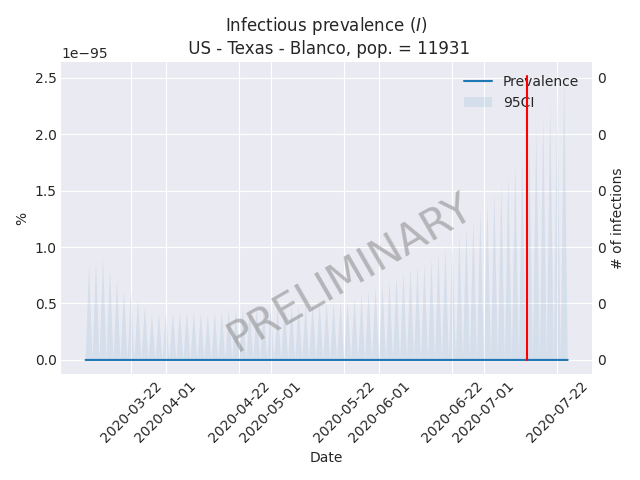 Infectious prevalence (I)
US - Texas - Blanco, pop. = 11931
1e−95
2.5
2.0
1.5
1.0
0.5
0.0
%
Prevalence
95CI
PRELIMINARY
0
0
0
0
0
0
# of infections
2020-03-22
2020-04-01
2020-04-22
2020-05-01
2020-05-22
2020-06-01
2020-06-22
2020-07-01
2020-07-22
Date